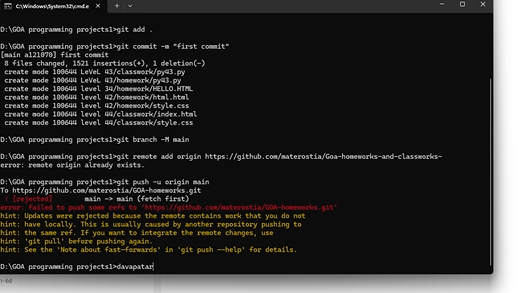 C:\Windows\System32\cmd.e
D:\GOA programming projects1>git add .
D:\GOA programming projects1>git commit -m "first commit"
[main a121070] first commit
8 files changed, 1521 insertions(+), 1 deletion(-)
create mode 100644 LeVeL 43/classwork/py43.py
create mode 100644 LeVeL 43/homework/py43.py
create mode 100644 level 34/homework/HELLO.HTML
create mode 100644 level 42/homework/html.html
create mode 100644 level 42/homework/style.css
create mode 100644 level 44/classwork/index.html
create mode 100644 level 44/classwork/style.css
D:\GOA programming projects1>git branch -M main
D:\GOA programming projects1>git remote add origin https://github.com/materostia/Goa-homeworks-and-classworks-
error: remote origin already exists.
D:\GOA programming projects1>git push -u origin main
To https://github.com/materostia/GOA-homeworks.git
! [rejected] main -> main (fetch first)
error: failed to push some refs to 'https://github.com/materostia/GOA-homeworks.git'
hint: Updates were rejected because the remote contains work that you do not
hint: have locally. This is usually caused by another repository pushing to
hint: the same ref. If you want to integrate the remote changes, use
hint: 'git pull' before pushing again.
hint: See the 'Note about fast-forwards' in 'git push --help' for details.
D:\GOA programming projects1>davapatar